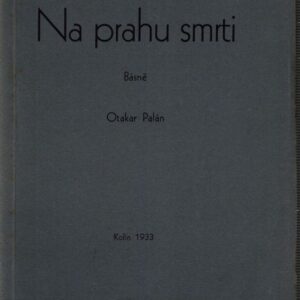 Na prahu smrti
Básně
Otakar Palán
Kolín 1933